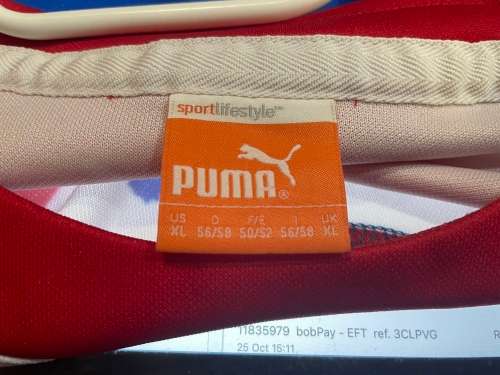 sportlifestyle™
PUMA®
US D F/E I UK
XL 56/58 50/52 56/58 XL
11835979 bobPay - EFT ref. 3CLPVG R
25 Oct 16:11